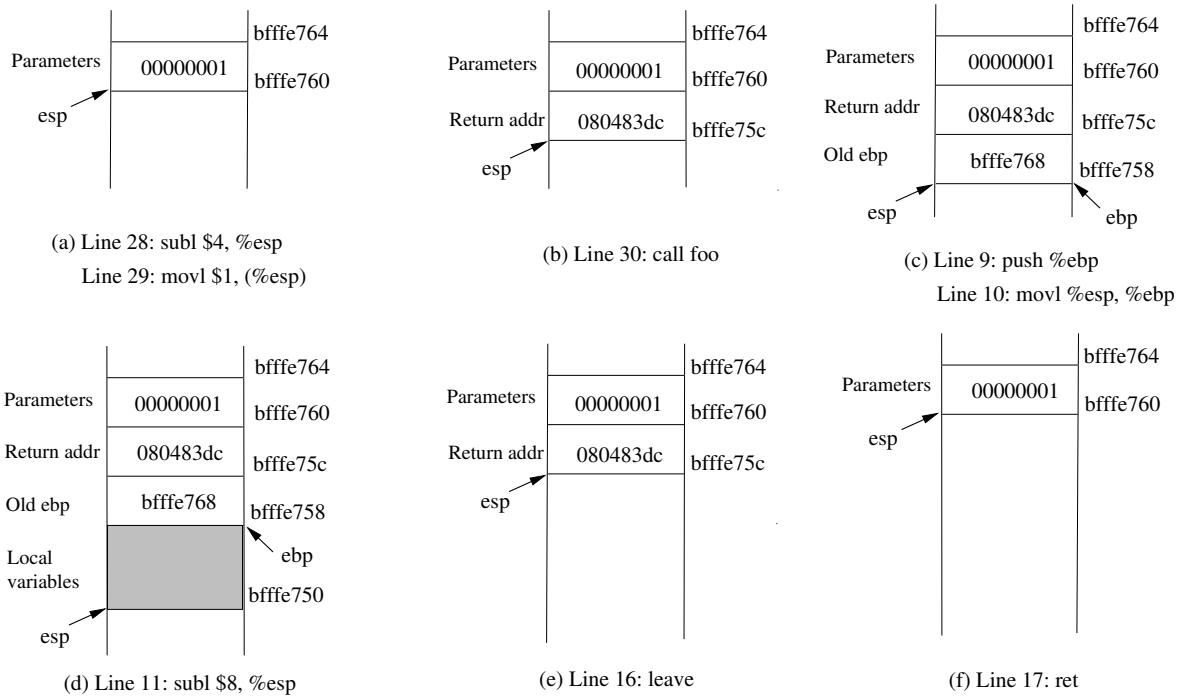 bfffe764
Parameters
00000001
bfffe760
esp
(a) Line 28: subl $4, %esp
Line 29: movl $1, (%esp)
bfffe764
Parameters
00000001
bfffe760
Return addr
080483dc
bfffe75c
esp
(b) Line 30: call foo
bfffe764
Parameters
00000001
bfffe760
Return addr
080483dc
bfffe75c
Old ebp
bfffe768
bfffe758
esp
ebp
(c) Line 9: push %ebp
Line 10: movl %esp, %ebp
bfffe764
Parameters
00000001
bfffe760
Return addr
080483dc
bfffe75c
Old ebp
bfffe768
bfffe758
ebp
Local
variables
bfffe750
esp
(d) Line 11: subl $8, %esp
bfffe764
Parameters
00000001
bfffe760
Return addr
080483dc
bfffe75c
esp
(e) Line 16: leave
bfffe764
Parameters
00000001
bfffe760
esp
(f) Line 17: ret